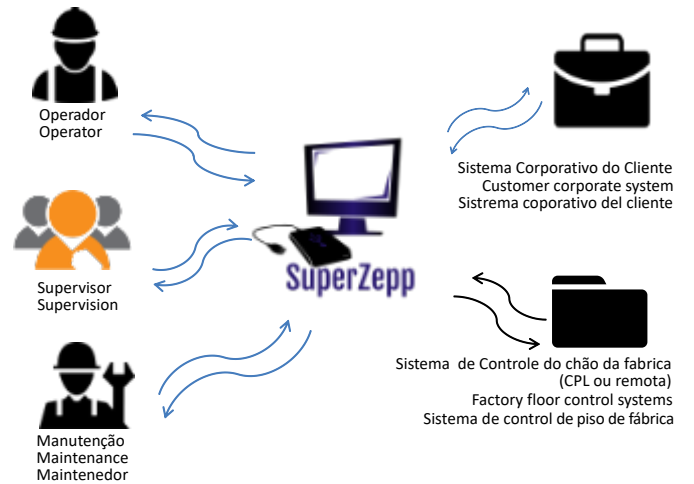 Operador
Operator
Supervisor
Supervision
Manutenção
Maintenance
Maintenedor
SuperZepp
Sistema Corporativo do Cliente
Customer corporate system
Sistrema coporativo del cliente
Sistema de Controle do chão da fabrica
(CPL ou remota)
Factory floor control systems
Sistema de control de piso de fábrica